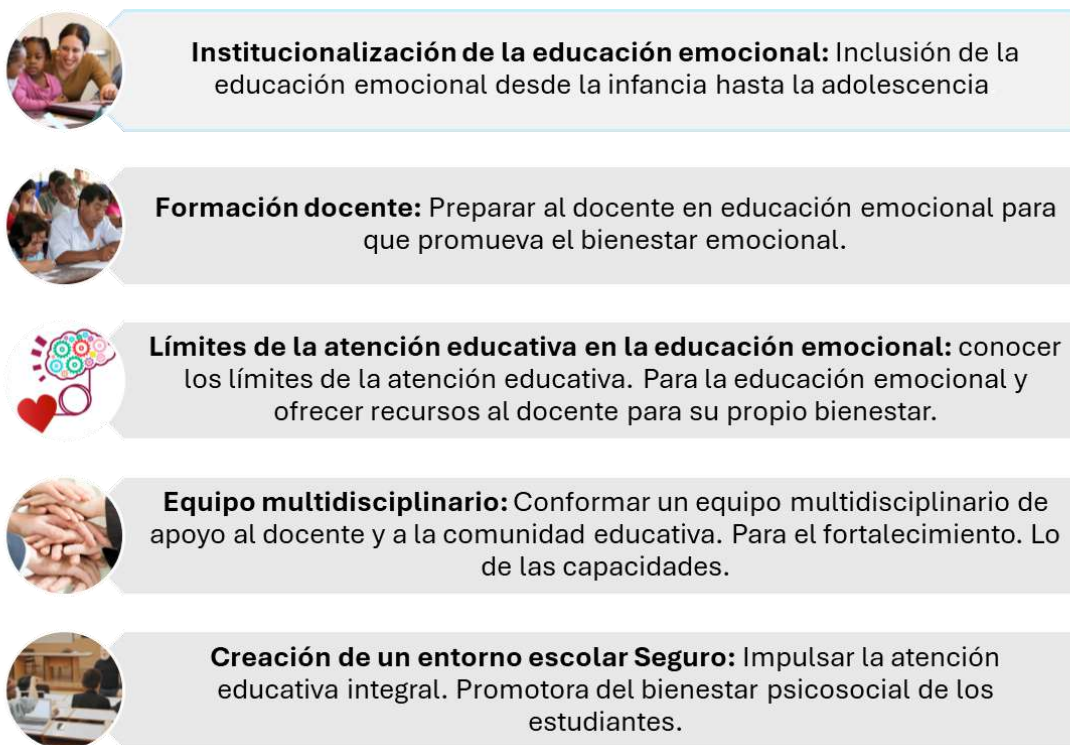 Institucionalización de la educación emocional: Inclusión de la
educación emocional desde la infancia hasta la adolescencia
Formación docente: Preparar al docente en educación emocional para
que promueva el bienestar emocional.
Límites de la atención educativa en la educación emocional: conocer
los límites de la atención educativa. Para la educación emocional y
ofrecer recursos al docente para su propio bienestar.
Equipo multidisciplinario: Conformar un equipo multidisciplinario de
apoyo al docente y a la comunidad educativa. Para el fortalecimiento. Lo
de las capacidades.
Creación de un entorno escolar Seguro: Impulsar la atención
educativa integral. Promotora del bienestar psicosocial de los
estudiantes.